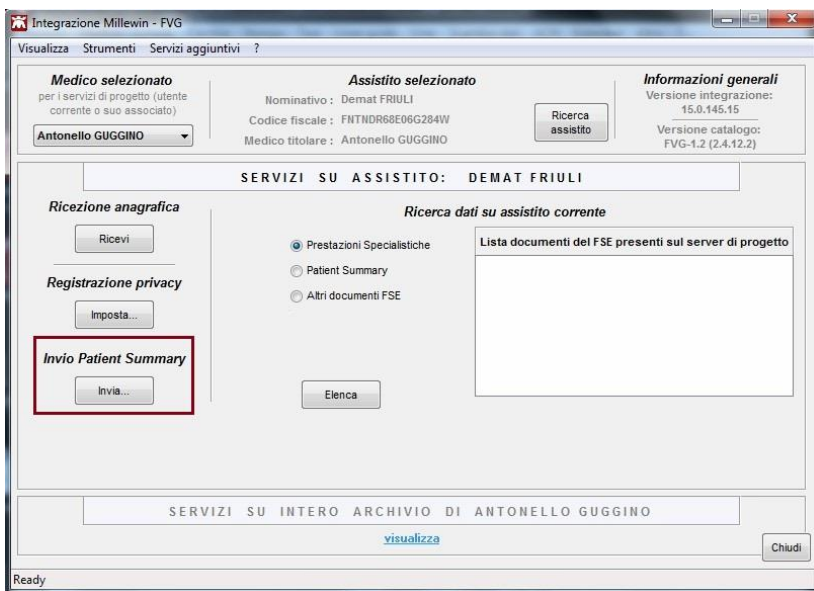 Integrazione Millewin - FVG
Visualizza Strumenti Servizi aggiuntivi ?
Medico selezionato
per i servizi di progetto (utente
corrente o suo associato)
Antonello GUGGINO
Assistito selezionato
Nominativo : Demat FRIULI
Codice fiscale : FNTNDR68E06G284W
Medico titolare : Antonello GUGGINO
Ricerca
assistito
Informazioni generali
Versione integrazione:
15.0.145.15
Versione catalogo:
FVG-1.2 (2.4.12.2)
SERVIZI SU ASSISTITO: DEMAT FRIULI
Ricezione anagrafica
Ricevi
Registrazione privacy
Imposta...
Invio Patient Summary
Invia...
Ricerca dati su assistito corrente
Prestazioni Specialistiche
Patient Summary
Altri documenti FSE
Elenca
Lista documenti del FSE presenti sul server di progetto
SERVIZI SU INTERO ARCHIVIO DI ANTONELLO GUGGINO
visualizza
Chiudi
Ready